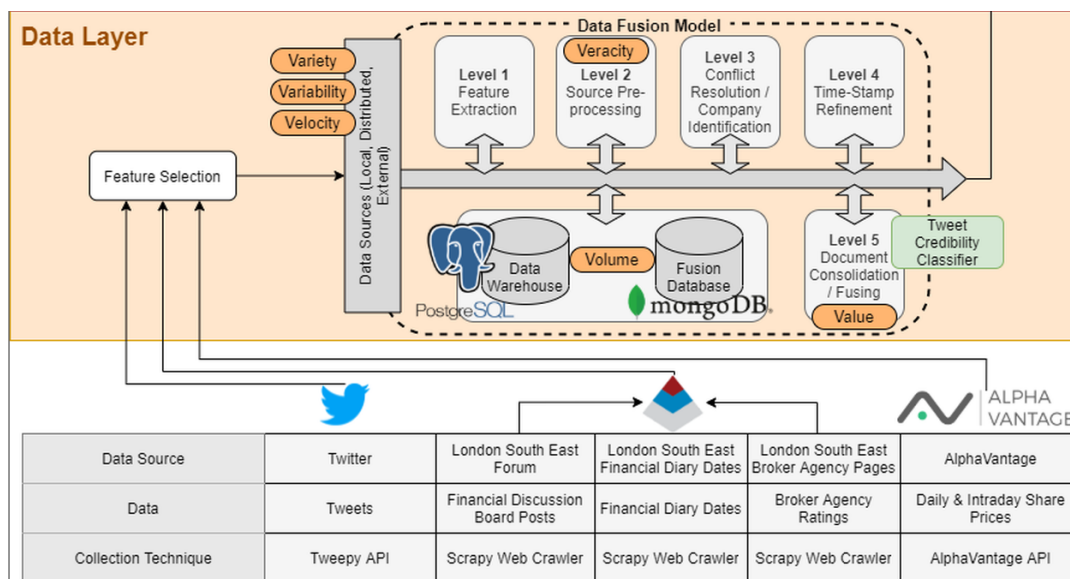 Data Layer
Data Fusion Model
Variety
Variability
Velocity
Data Sources (Local, Distributed,
External)
Level 1
Feature
Extraction
Veracity
Level 2
Source Pre-
processing
Level 3
Conflict
Resolution /
Company
Identification
Level 4
Time-Stamp
Refinement
Feature Selection
PostgreSQL
Data
Warehouse
Volume
Fusion
Database
mongoDB®
Level 5
Document
Consolidation
/ Fusing
Value
Tweet
Credibility
Classifier
ALPHA
VANTAGE
Data Source
Twitter
London South East
Forum
London South East
Financial Diary Dates
London South East
Broker Agency Pages
AlphaVantage
Data
Tweets
Financial Discussion
Board Posts
Financial Diary Dates
Broker Agency
Ratings
Daily & Intraday Share
Prices
Collection Technique
Tweepy API
Scrapy Web Crawler
Scrapy Web Crawler
Scrapy Web Crawler
AlphaVantage API